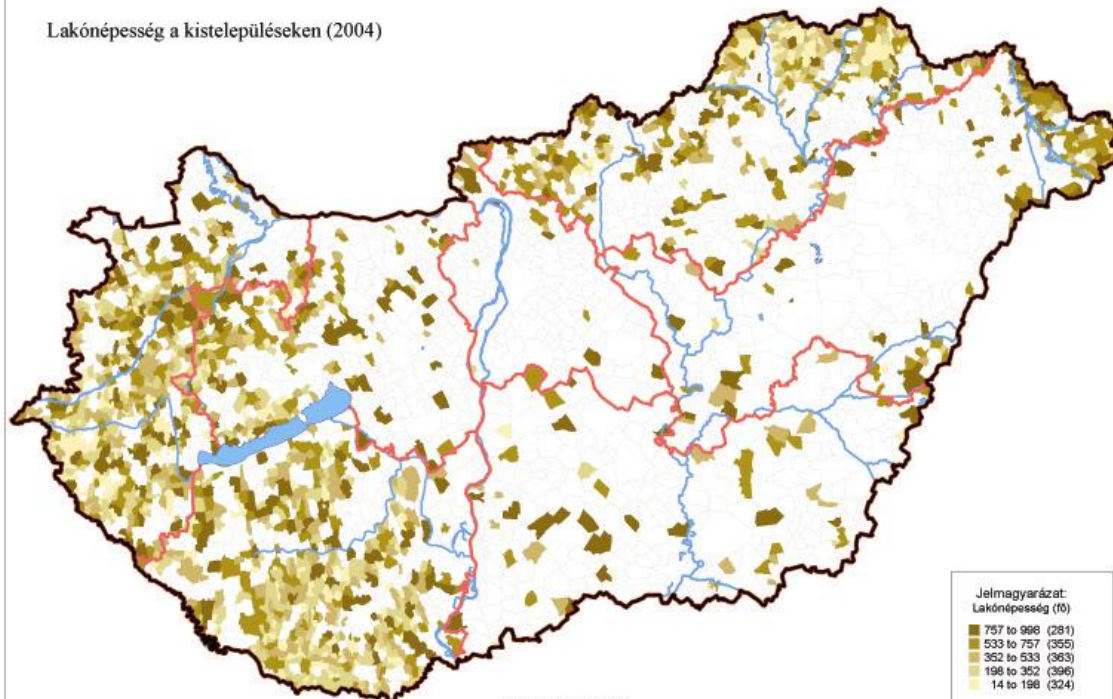 Lakónépesség a kistelepüléseken (2004)
Jelmagyarázat:
Lakónépesség (fő)
757 to 998 (281)
533 to 757 (355)
352 to 533 (363)
198 to 352 (396)
14 to 198 (324)